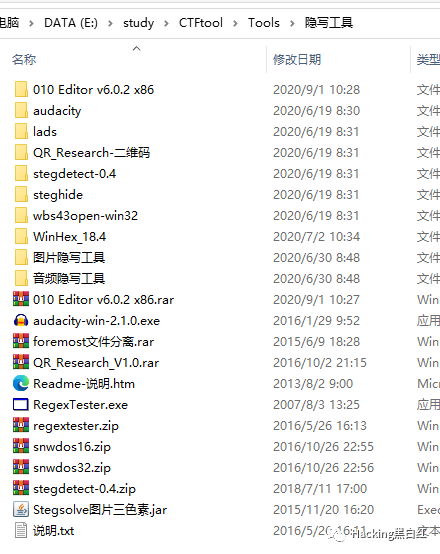 电脑 > DATA (E:) > study > CTFtool > Tools > 隐写工具
名称 修改日期 类型
010 Editor v6.0.2 x86 2020/9/1 10:28 文件
audacity 2020/6/19 8:30 文件
lads 2020/6/19 8:31 文件
QR_Research-二维码 2020/6/19 8:31 文件
stegdetect-0.4 2020/6/19 8:31 文件
steghide 2020/6/19 8:31 文件
wbs43open-win32 2020/6/19 8:31 文件
WinHex_18.4 2020/7/2 10:34 文件
图片隐写工具 2020/6/30 8:48 文件
音频隐写工具 2020/6/30 8:48 文件
010 Editor v6.0.2 x86.rar 2020/9/1 10:27 Win
audacity-win-2.1.0.exe 2016/1/29 9:52 应用
foremost文件分离.rar 2015/6/9 18:28 Win
QR_Research_V1.0.rar 2016/10/2 21:15 Win
Readme-说明.htm 2013/8/2 9:00 Micr
RegexTester.exe 2007/8/3 13:25 应用
regextester.zip 2016/5/26 16:13 Win
snwdos16.zip 2016/10/26 22:55 Win
snwdos32.zip 2016/10/26 22:56 Win
stegdetect-0.4.zip 2018/7/11 17:00 Win
Stegsolve图片三色素.jar 2015/11/20 16:20 Exec
说明.txt 2016/5/26 16:11 文本
Hacking黑白红